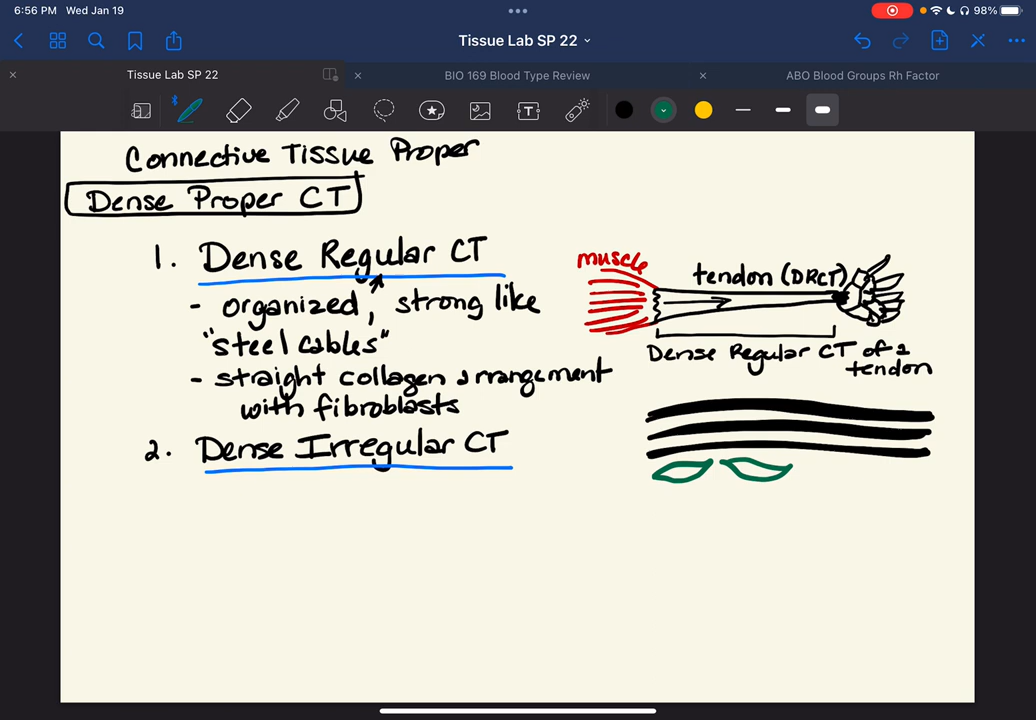 6:56 PM Wed Jan 19
98%
Tissue Lab SP 22
Tissue Lab SP 22
BIO 169 Blood Type Review
ABO Blood Groups Rh Factor
Connective Tissue Proper
Dense Proper CT
1. Dense Regular CT
- organized, strong like
"steel cables"
- straight collagen arrangement
with fibroblasts
2. Dense Irregular CT
muscle
tendon (DRCT)
Dense Regular CT of a
tendon